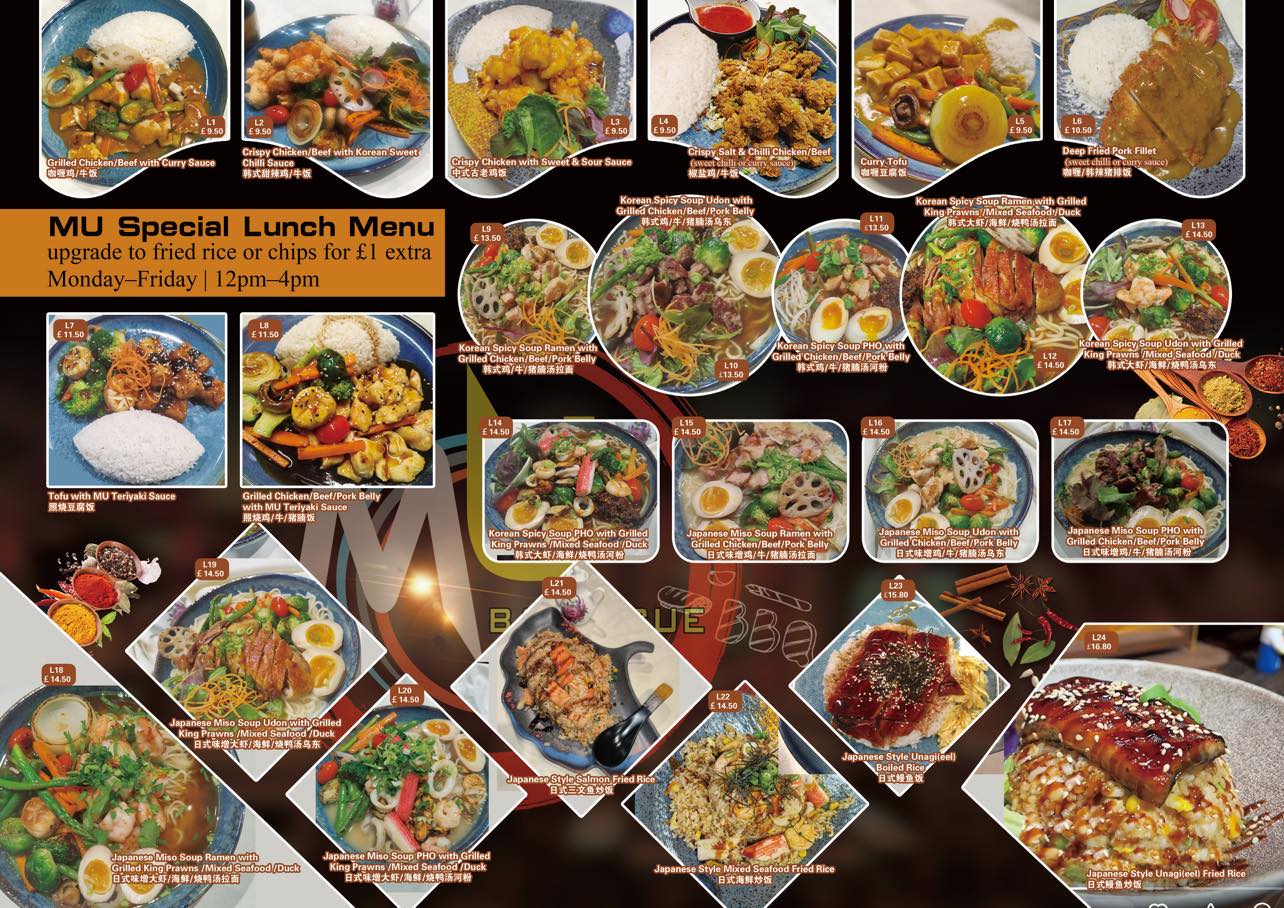 L1
£ 9.50
Grilled Chicken/Beef with Curry Sauce
咖喱鸡/牛饭
L2
£ 9.50
Crispy Chicken/Beef with Korean Sweet
Chilli Sauce
韩式甜辣鸡/牛饭
L3
£ 9.50
Crispy Chicken with Sweet & Sour Sauce
中式古老鸡饭
L4
£ 9.50
Crispy Salt & Chilli Chicken/Beef
(sweet chilli or curry sauce)
椒盐鸡/牛饭
L5
£ 9.50
Curry Tofu
咖喱豆腐饭
L6
£ 10.50
Deep Fried Pork Fillet
(sweet chilli or curry sauce)
咖喱/韩辣猪排饭
MU Special Lunch Menu
upgrade to fried rice or chips for £1 extra
Monday–Friday | 12pm–4pm
L7
£ 11.50
Tofu with MU Teriyaki Sauce
照烧豆腐饭
L8
£ 11.50
Grilled Chicken/Beef/Pork Belly
with MU Teriyaki Sauce
照烧鸡/牛/猪腩饭
L9
£ 13.50
Korean Spicy Soup Ramen with
Grilled Chicken/Beef/Pork Belly
韩式鸡/牛/猪腩汤拉面
Korean Spicy Soup Udon with
Grilled Chicken/Beef/Pork Belly
韩式鸡/牛/猪腩汤乌东
L10
£13.50
L11
£13.50
Korean Spicy Soup PHO with
Grilled Chicken/Beef/Pork Belly
韩式鸡/牛/猪腩汤河粉
Korean Spicy Soup Ramen with Grilled
King Prawns /Mixed Seafood /Duck
韩式大虾/海鲜/烧鸭汤拉面
L12
£ 14.50
L13
£ 14.50
Korean Spicy Soup Udon with Grilled
King Prawns /Mixed Seafood /Duck
韩式大虾/海鲜/烧鸭汤乌东
L14
£ 14.50
Korean Spicy Soup PHO with Grilled
King Prawns /Mixed Seafood /Duck
韩式大虾/海鲜/烧鸭汤河粉
L15
£ 14.50
Japanese Miso Soup Ramen with
Grilled Chicken/Beef/Pork Belly
日式味增鸡/牛/猪腩汤拉面
L16
£ 14.50
Japanese Miso Soup Udon with
Grilled Chicken/Beef/Pork Belly
日式味增鸡/牛/猪腩汤乌东
L17
£ 14.50
Japanese Miso Soup PHO with
Grilled Chicken/Beef/Pork Belly
日式味增鸡/牛/猪腩汤河粉
L18
£ 14.50
Japanese Miso Soup Ramen with
Grilled King Prawns /Mixed Seafood /Duck
日式味增大虾/海鲜/烧鸭汤拉面
L19
£ 14.50
Japanese Miso Soup Udon with Grilled
King Prawns /Mixed Seafood /Duck
日式味增大虾/海鲜/烧鸭汤乌东
L20
£ 14.50
Japanese Miso Soup PHO with Grilled
King Prawns /Mixed Seafood /Duck
日式味增大虾/海鲜/烧鸭汤河粉
L21
£ 14.50
Japanese Style Salmon Fried Rice
日式三文鱼炒饭
L22
£ 14.50
Japanese Style Mixed Seafood Fried Rice
日式海鲜炒饭
L23
£15.80
Japanese Style Unagi(eel)
Boiled Rice
日式鳗鱼饭
L24
£16.80
Japanese Style Unagi(eel) Fried Rice
日式鳗鱼炒饭
BBQ